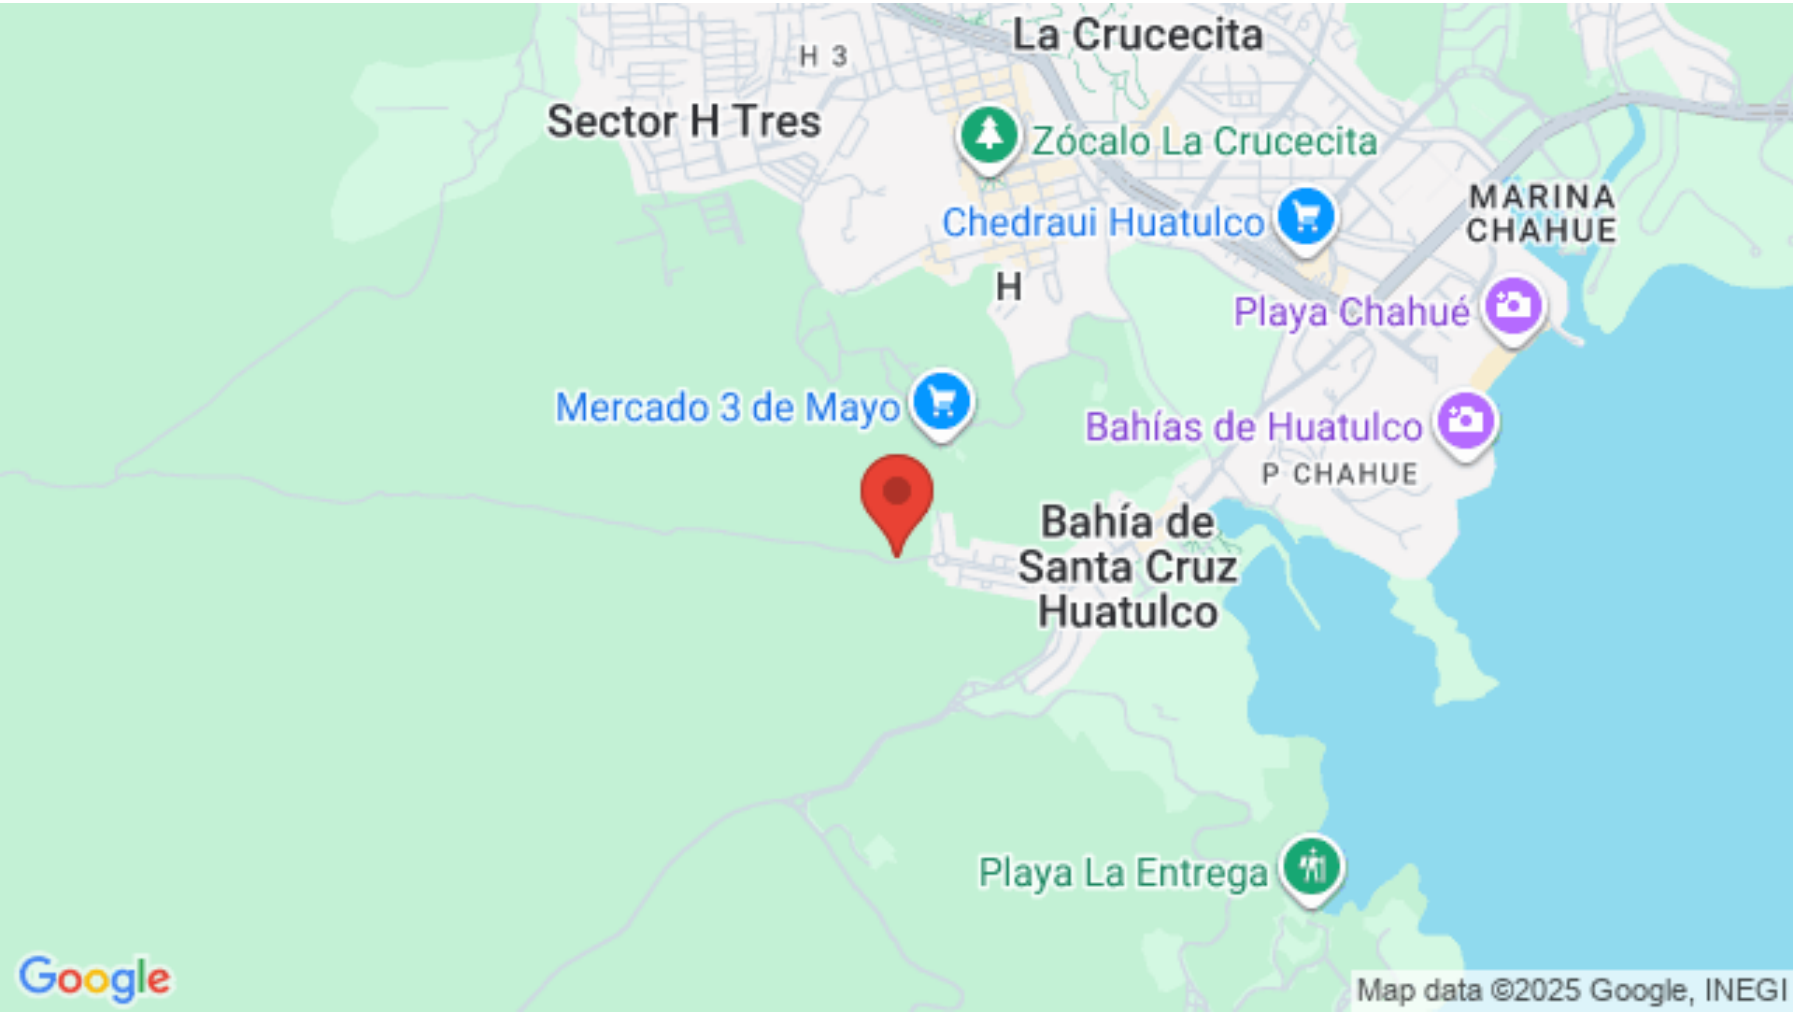 La Crucecita
H 3
Sector H Tres
Zócalo La Crucecita
MARINA
CHAHUE
Chedraui Huatulco
H
Playa Chahué
Mercado 3 de Mayo
Bahías de Huatulco
P CHAHUE
Bahía de
Santa Cruz
Huatulco
Playa La Entrega
Google
Map data ©2025 Google, INEGI